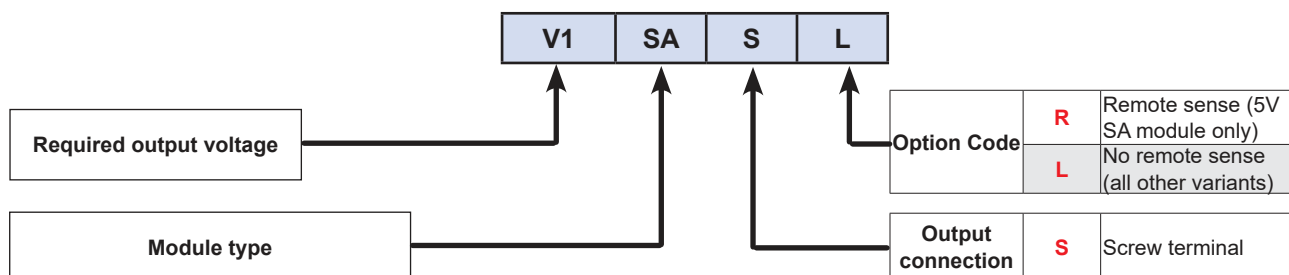 V1 SA S L
Required output voltage
Option Code
R
Remote sense (5V
SA module only)
L
No remote sense
(all other variants)
Module type
Output
connection
S
Screw terminal